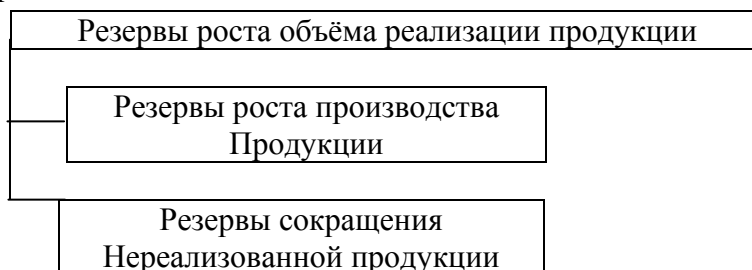 Резервы роста объёма реализации продукции
Резервы роста производства
Продукции
Резервы сокращения
Нереализованной продукции